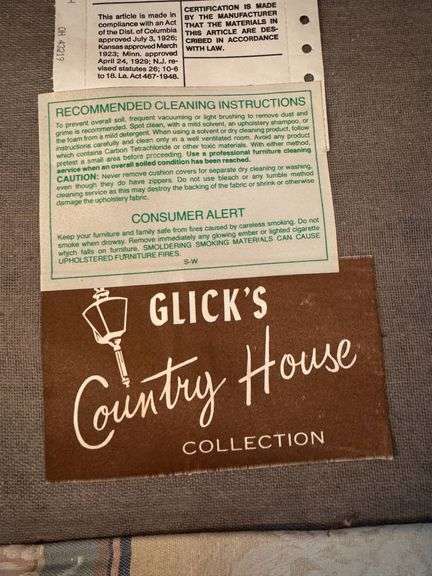 This article is made in
compliance with an Act
of the Dist. of Columbia
approved July 3, 1926;
Kansas approved March
1923; Minn. approved
April 24, 1929; N.J. re-
vised statutes 26; 10-6
to 18. La. Act 467-1948.
CERTIFICATION IS MADE
BY THE MANUFACTURER
THAT THE MATERIALS IN
THIS ARTICLE ARE DES-
CRIBED IN ACCORDANCE
WITH LAW.
OH 43219
RECOMMENDED CLEANING INSTRUCTIONS
To prevent overall soil, frequent vacuuming or light brushing to remove dust and
grime is recommended. Spot clean, with a mild solvent, an upholstery shampoo, or
the foam from a mild detergent. When using a solvent or dry cleaning product, follow
instructions carefully and clean only in a well ventilated room. Avoid any product
which contains Carbon Tetrachloride or other toxic materials. With either method,
pretest a small area before proceeding. Use a professional furniture cleaning
service when an overall soiled condition has been reached.
CAUTION: Never remove cushion covers for separate dry cleaning or washing,
even though they do have zippers. Do not use bleach or any tumble method
cleaning service as this may destroy the backing of the fabric or shrink or otherwise
damage the upholstery fabric.
CONSUMER ALERT
Keep your furniture and family safe from fires caused by careless smoking. Do not
smoke when drowsy. Remove immediately any glowing ember or lighted cigarette
which falls on furniture. SMOLDERING SMOKING MATERIALS CAN CAUSE
UPHOLSTERED FURNITURE FIRES.
S-W
GLICK'S
Country House
COLLECTION